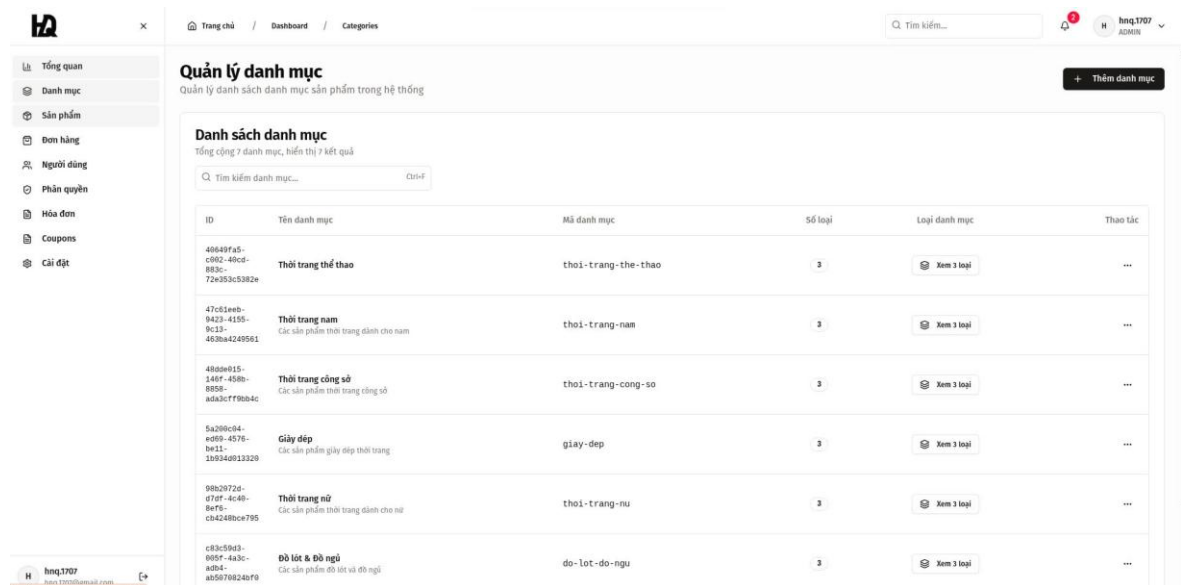 HQ
Trang chủ / Dashboard / Categories
Tìm kiếm...
2
H
hnq.1707
ADMIN
Tổng quan
Danh mục
Sản phẩm
Đơn hàng
Người dùng
Phân quyền
Hóa đơn
Coupons
Cài đặt
Quản lý danh mục
Quản lý danh sách danh mục sản phẩm trong hệ thống
+ Thêm danh mục
Danh sách danh mục
Tổng cộng 7 danh mục, hiển thị 7 kết quả
Tìm kiếm danh mục... Ctrl+F
ID Tên danh mục Mã danh mục Số loại Loại danh mục Thao tác
40649fa5-
c002-40cd-
883c-
72e353c5382e
Thời trang thể thao
thoi-trang-the-thao 3 Xem 3 loại ...
47c61eeb-
9423-4155-
9c13-
463ba4249561
Thời trang nam
Các sản phẩm thời trang dành cho nam
thoi-trang-nam 3 Xem 3 loại ...
48dde015-
146f-458b-
8858-
ada3cff9bb4c
Thời trang công sở
Các sản phẩm thời trang công sở
thoi-trang-cong-so 3 Xem 3 loại ...
5a200c04-
ed69-4576-
be11-
1b934d013320
Giày dép
Các sản phẩm giày dép thời trang
giay-dep 3 Xem 3 loại ...
98b2972d-
d7df-4c40-
8ef6-
cb4248bce795
Thời trang nữ
Các sản phẩm thời trang dành cho nữ
thoi-trang-nu 3 Xem 3 loại ...
c83c59d3-
005f-4a3c-
adb4-
ab5070824bf0
Đồ lót & Đồ ngủ
Các sản phẩm đồ lót và đồ ngủ
do-lot-do-ngu 3 Xem 3 loại ...
H
hnq.1707